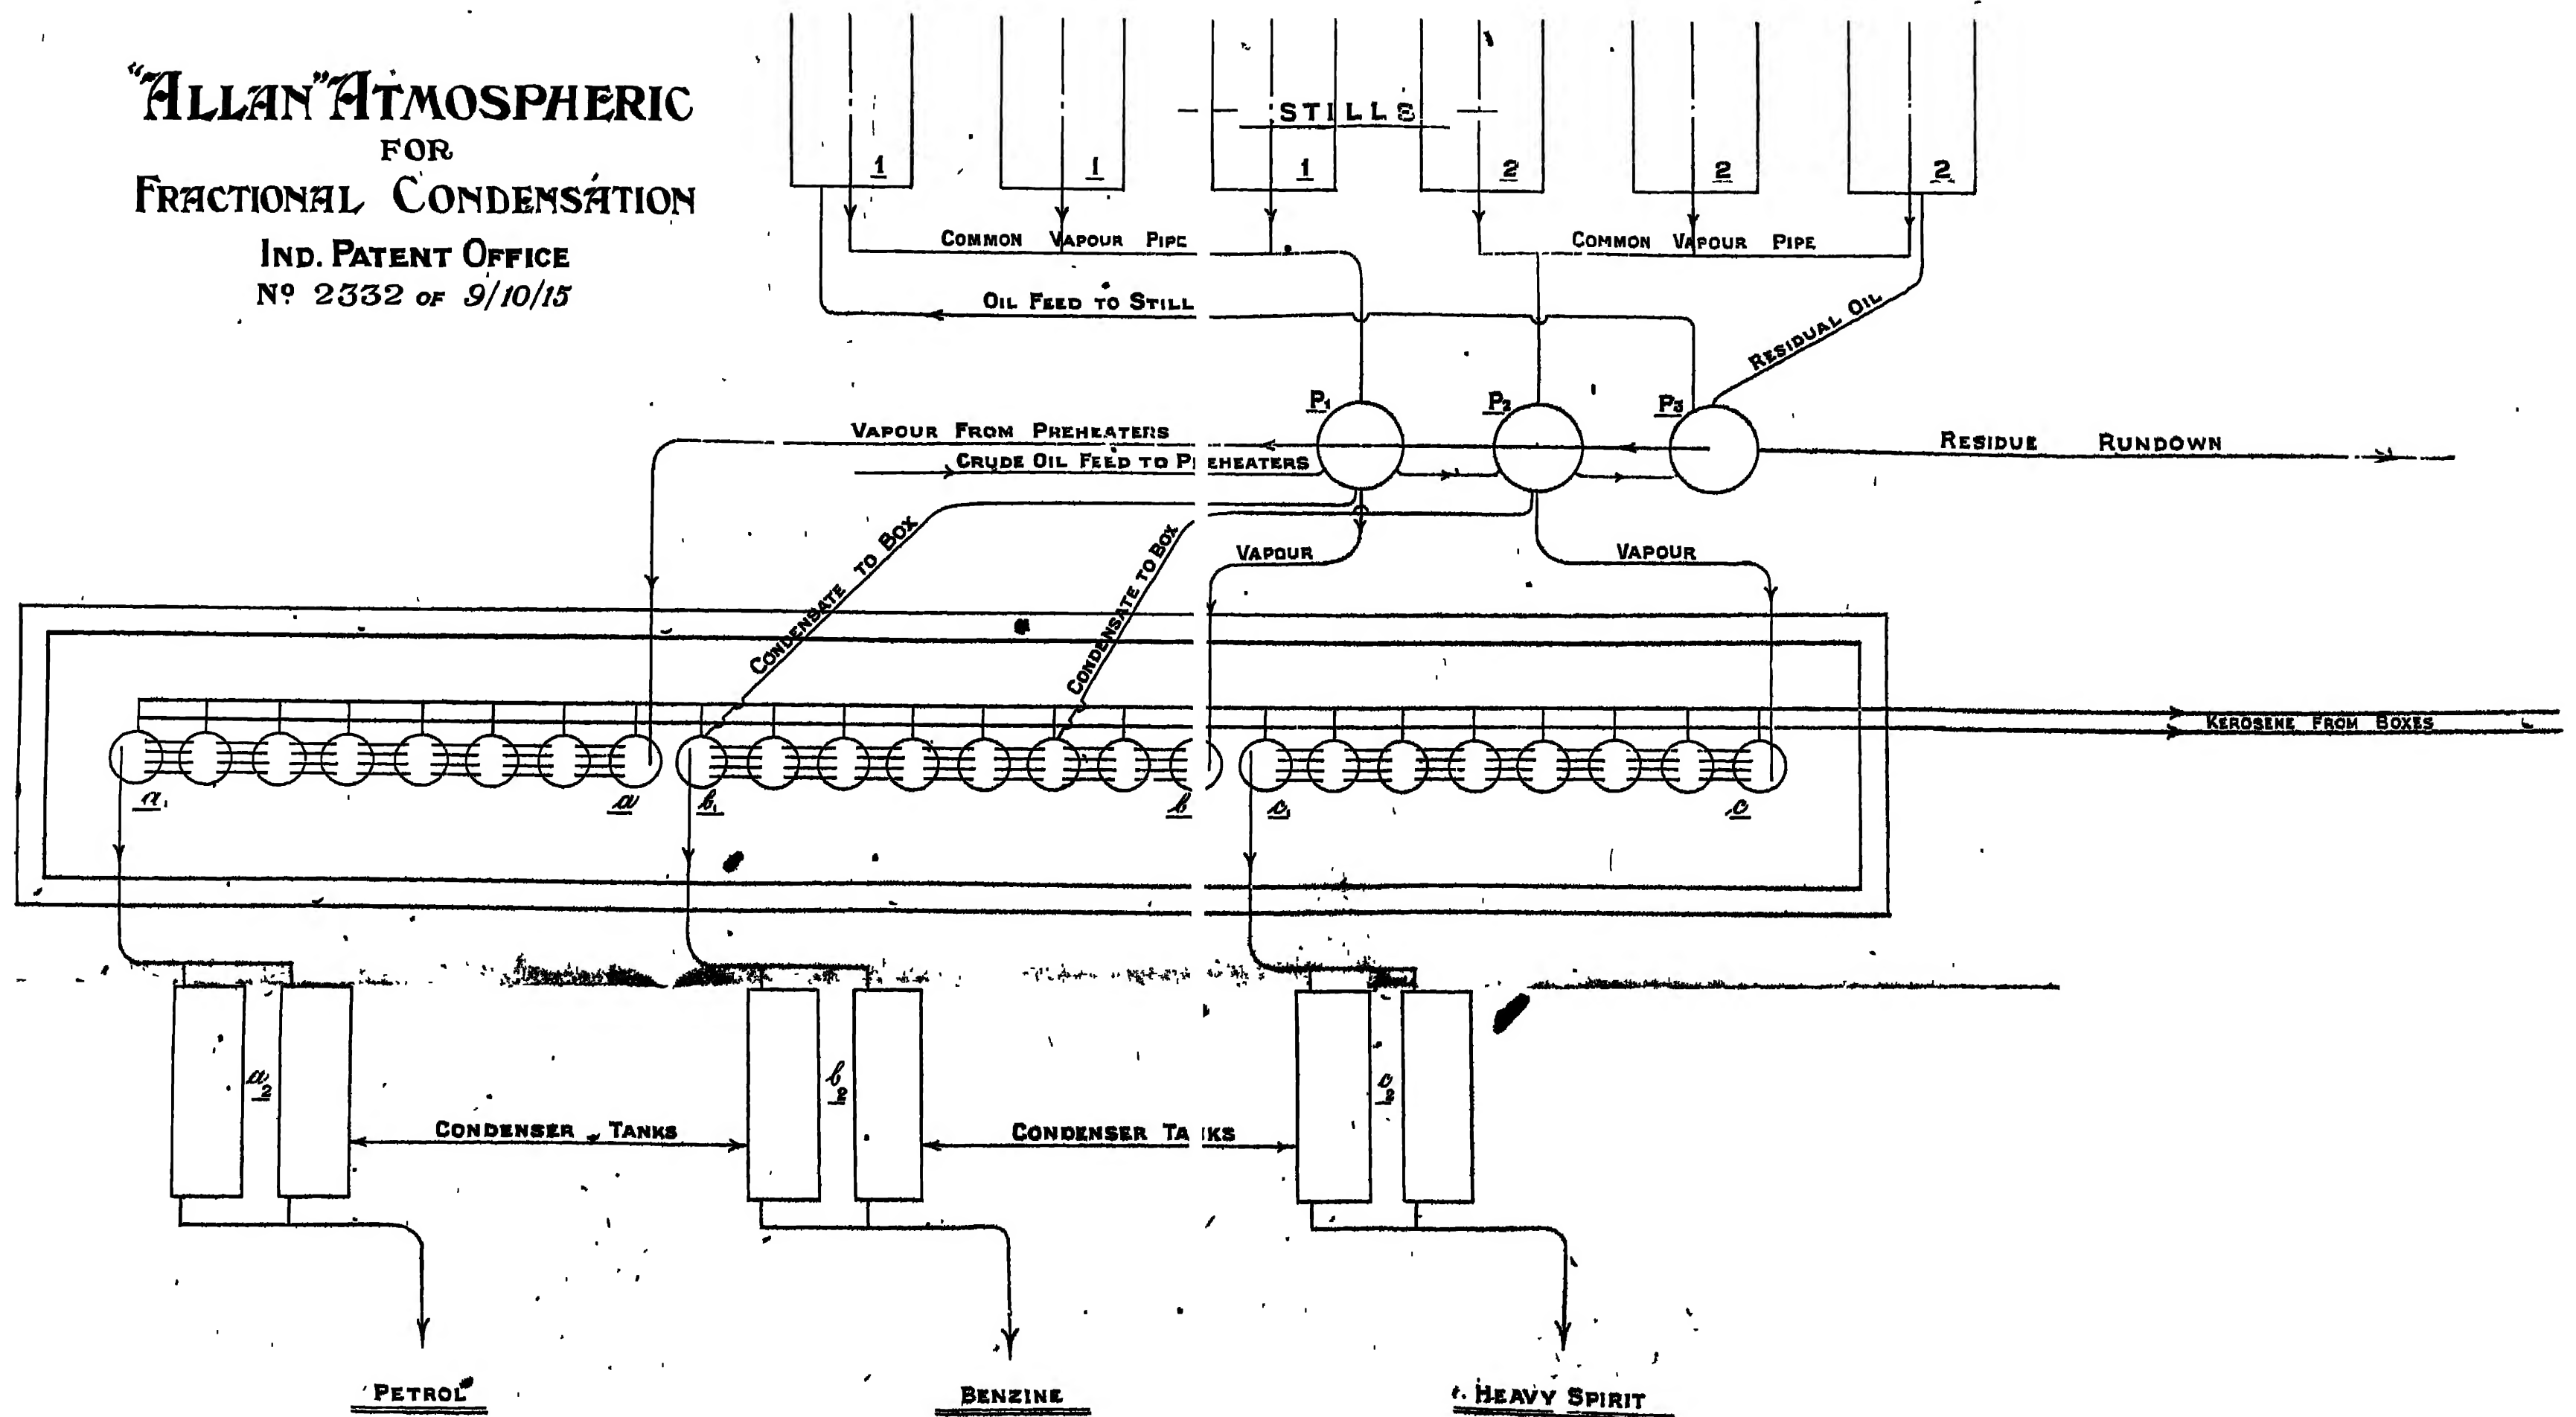 "ALLAN" ATMOSPHERIC
FOR
FRACTIONAL CONDENSATION
IND. PATENT OFFICE
Nº 2332 OF 9/10/15
STILLS
1
1
1
2
2
2
COMMON VAPOUR PIPE
COMMON VAPOUR PIPE
OIL FEED TO STILL
RESIDUAL OIL
P1
P2
P3
VAPOUR FROM PREHEATERS
CRUDE OIL FEED TO PREHEATERS
RESIDUE RUNDOWN
CONDENSATE TO BOX
CONDENSATE TO BOX
VAPOUR
VAPOUR
KEROSENE FROM BOXES
a1
a
b1
b
c1
c
a2
b2
c2
CONDENSER TANKS
CONDENSER TANKS
PETROL
BENZINE
HEAVY SPIRIT